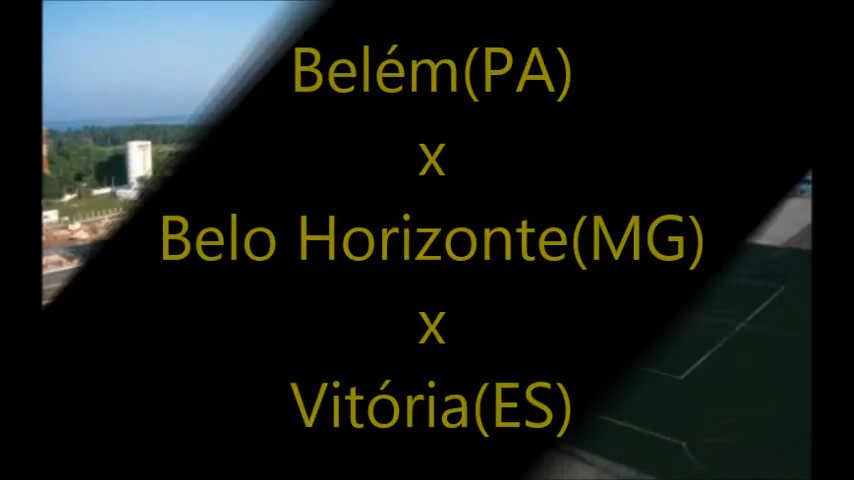 Belém(PA)
x
Belo Horizonte(MG)
x
Vitória(ES)